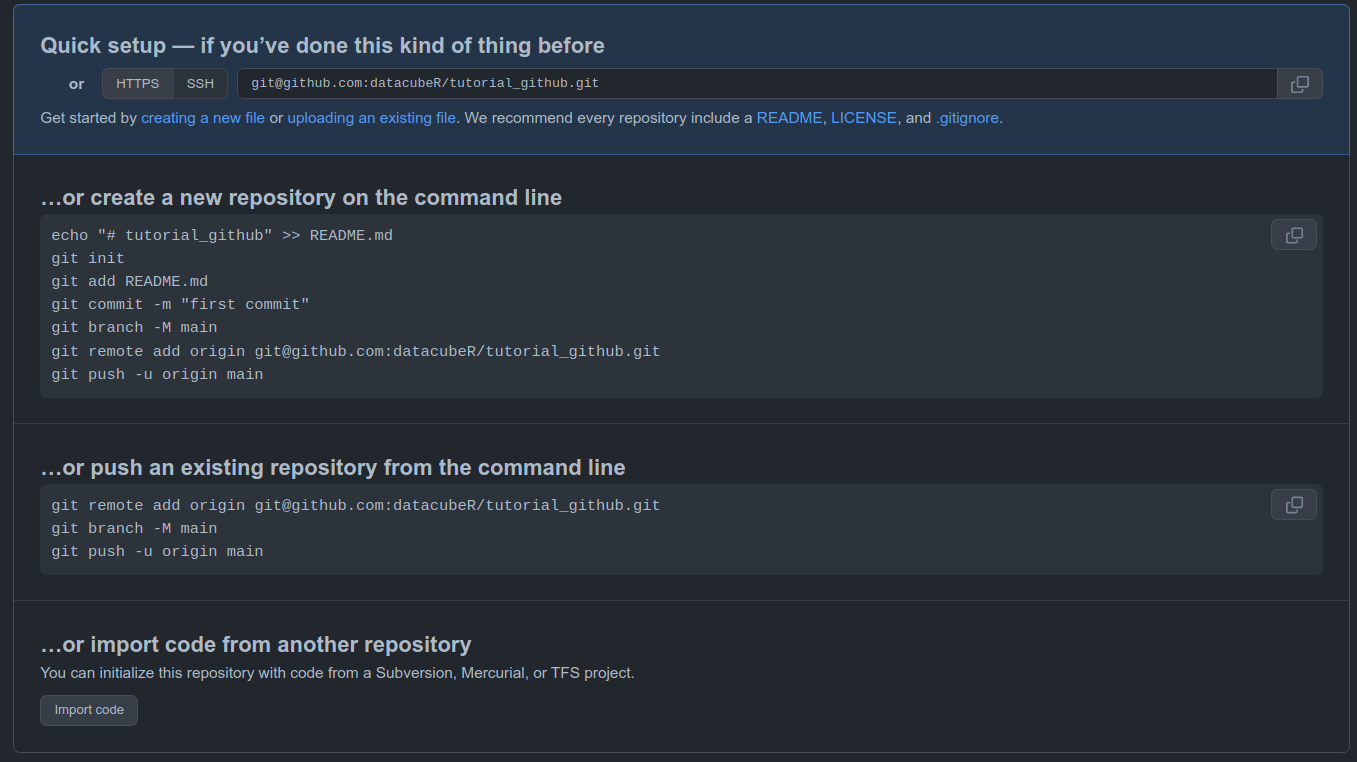 Quick setup — if you’ve done this kind of thing before
or HTTPS SSH git@github.com:datacubeR/tutorial_github.git
Get started by creating a new file or uploading an existing file. We recommend every repository include a README, LICENSE, and .gitignore.
…or create a new repository on the command line
echo "# tutorial_github" >> README.md
git init
git add README.md
git commit -m "first commit"
git branch -M main
git remote add origin git@github.com:datacubeR/tutorial_github.git
git push -u origin main
…or push an existing repository from the command line
git remote add origin git@github.com:datacubeR/tutorial_github.git
git branch -M main
git push -u origin main
…or import code from another repository
You can initialize this repository with code from a Subversion, Mercurial, or TFS project.
Import code